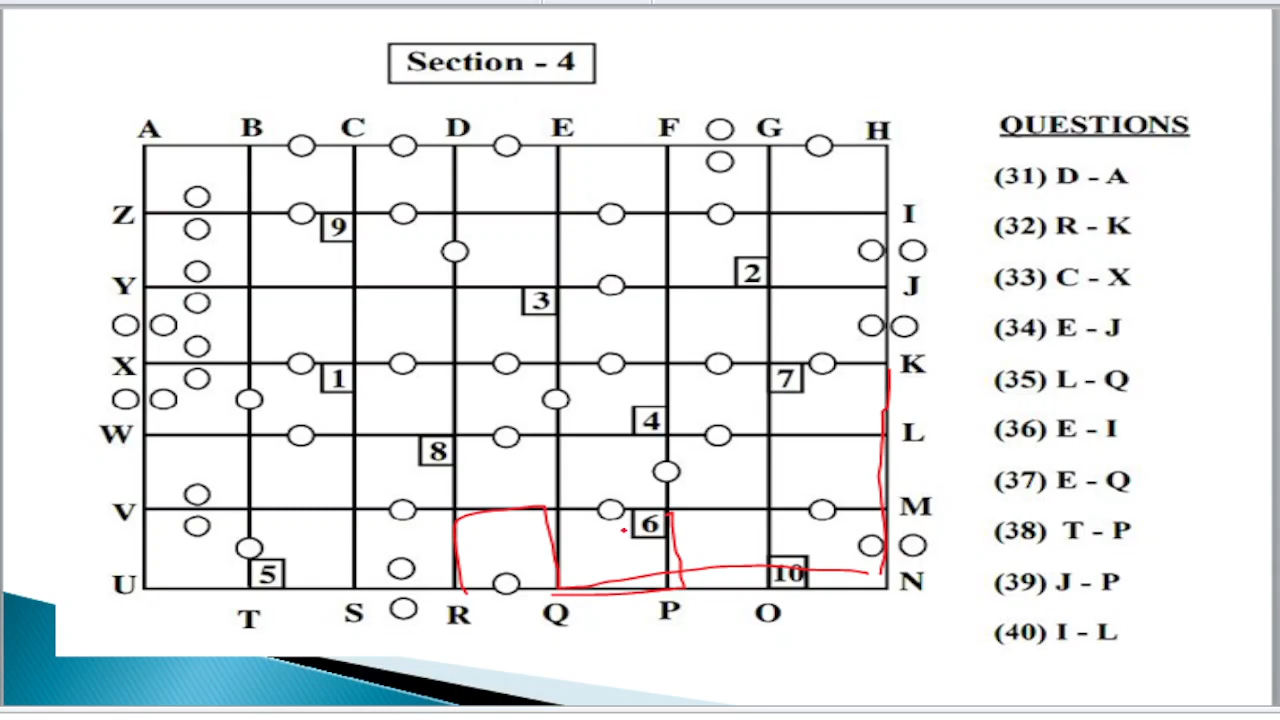 Section - 4
A B C D E F G H
QUESTIONS
(31) D - A
Z 9 I
(32) R - K
2
(33) C - X
Y 3 J
(34) E - J
X 1 7 K
(35) L - Q
4
W 8 L
(36) E - I
(37) E - Q
V 6 M
(38) T - P
5 10
U N
(39) J - P
T S R Q P O
(40) I - L